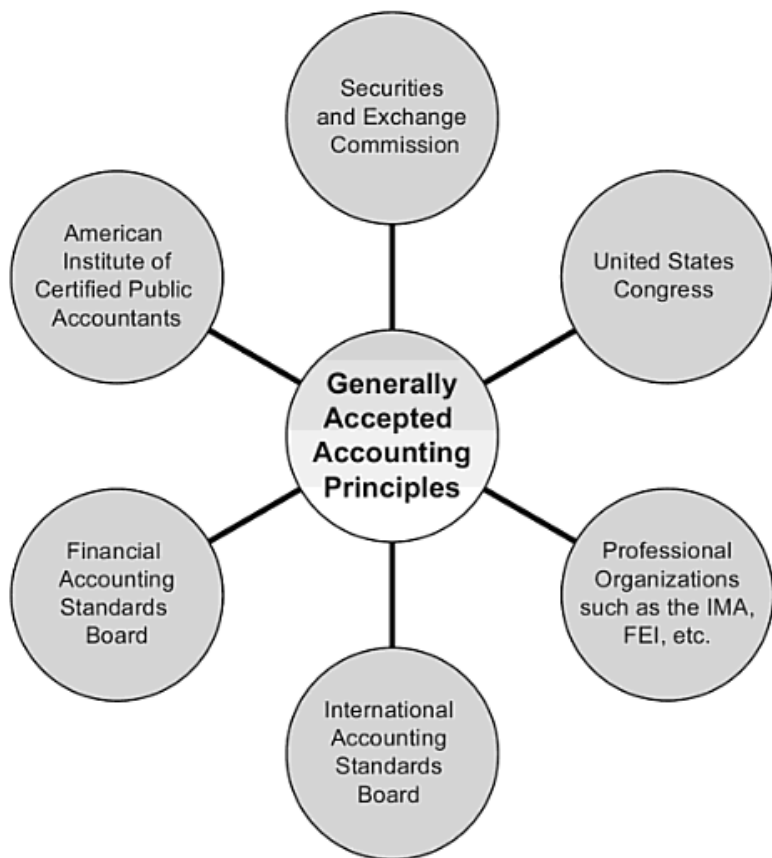 Securities
and Exchange
Commission
American
Institute of
Certified Public
Accountants
United States
Congress
Generally
Accepted
Accounting
Principles
Financial
Accounting
Standards
Board
Professional
Organizations
such as the IMA,
FEI, etc.
International
Accounting
Standards
Board